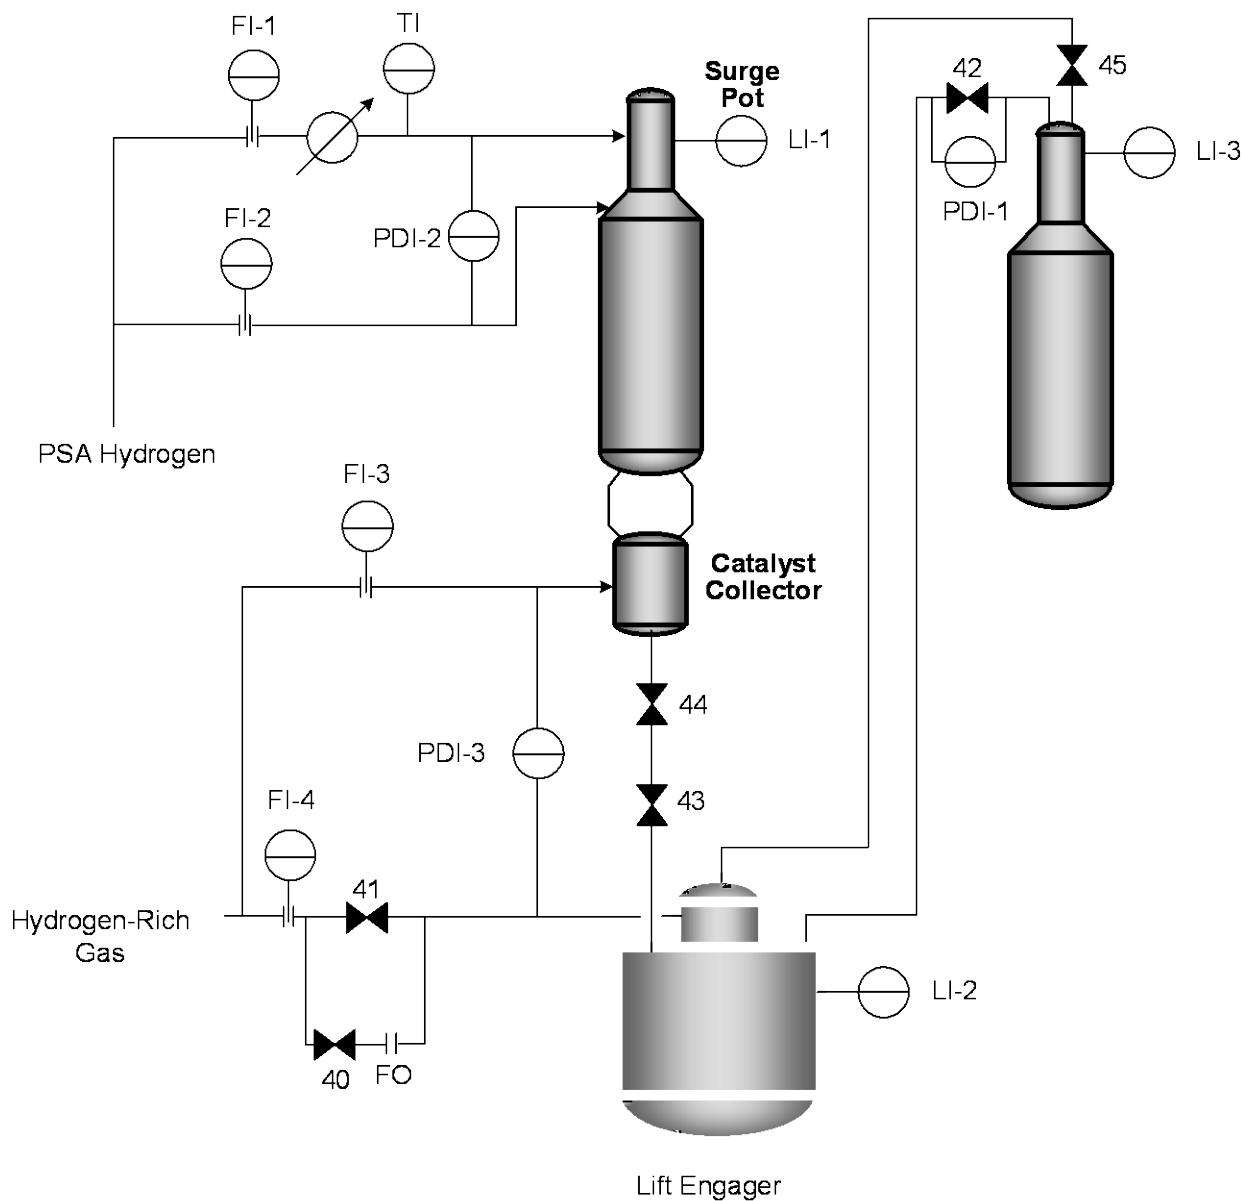 FI-1
TI
Surge
Pot
LI-1
42
45
LI-3
PDI-1
FI-2
PDI-2
PSA Hydrogen
FI-3
Catalyst
Collector
44
PDI-3
43
FI-4
41
Hydrogen-Rich
Gas
LI-2
40
FO
Lift Engager